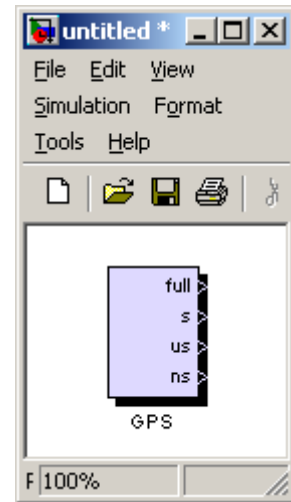 untitled *
File Edit View
Simulation Format
Tools Help
full
s
us
ns
GPS
F 100%